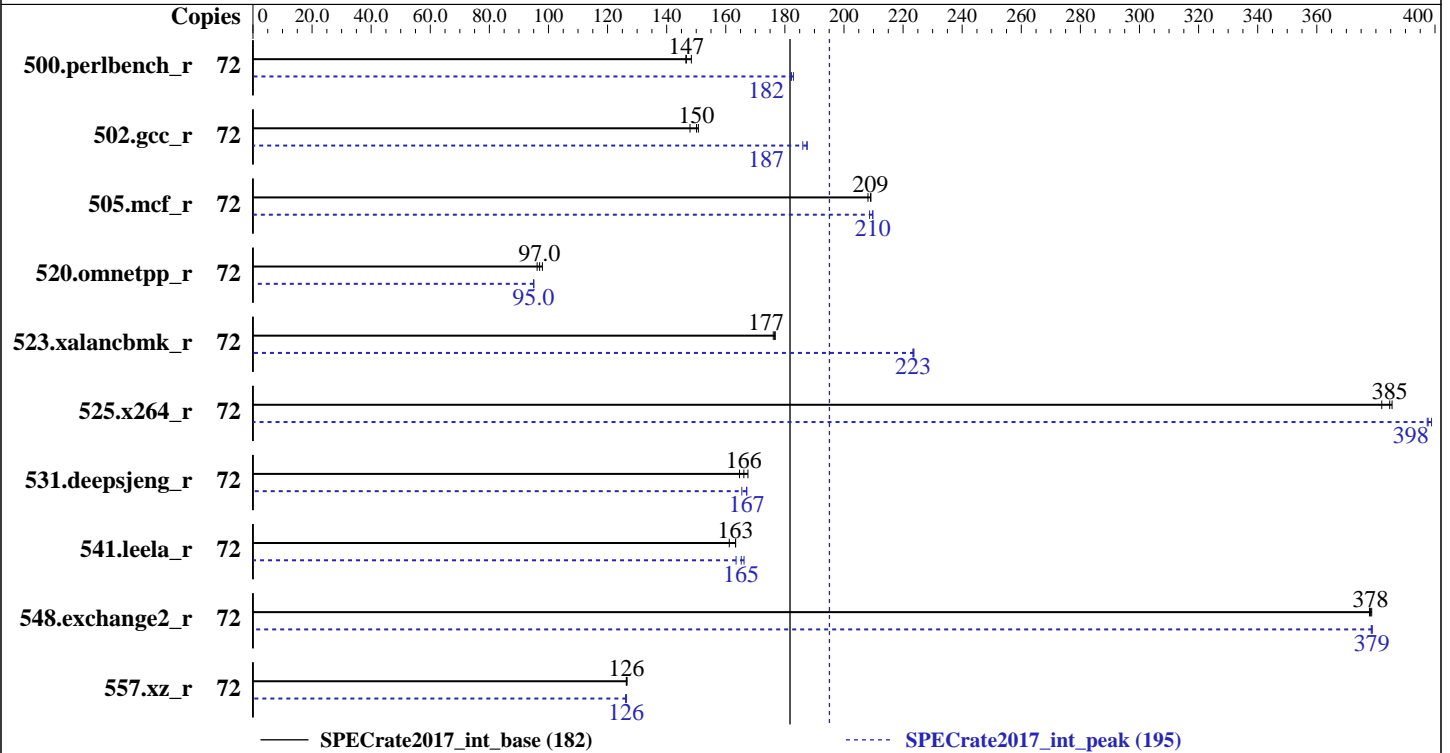 Copies 0 20.0 40.0 60.0 80.0 100 120 140 160 180 200 220 240 260 280 300 320 340 360 400
147
500.perlbench_r 72
182
150
502.gcc_r 72
187
209
505.mcf_r 72
210
97.0
520.omnetpp_r 72
95.0
177
523.xalancbmk_r 72
223
385
525.x264_r 72
398
166
531.deepsjeng_r 72
167
163
541.leela_r 72
165
378
548.exchange2_r 72
379
126
557.xz_r 72
126
SPECrate2017_int_base (182) SPECrate2017_int_peak (195)